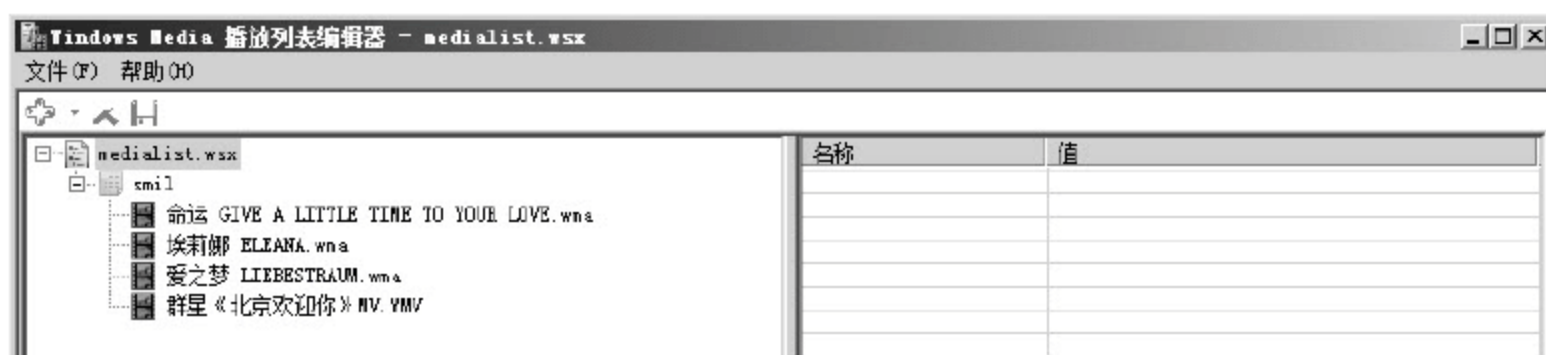 Windows Media 播放列表编辑器 - medialist.wsx
文件(F) 帮助(H)
medialist.wsx
名称 值
smil
命运 GIVE A LITTLE TIME TO YOUR LOVE.wma
埃莉娜 ELEANA.wma
爱之梦 LIEBESTRAUM.wma
群星《北京欢迎你》MV.WMV